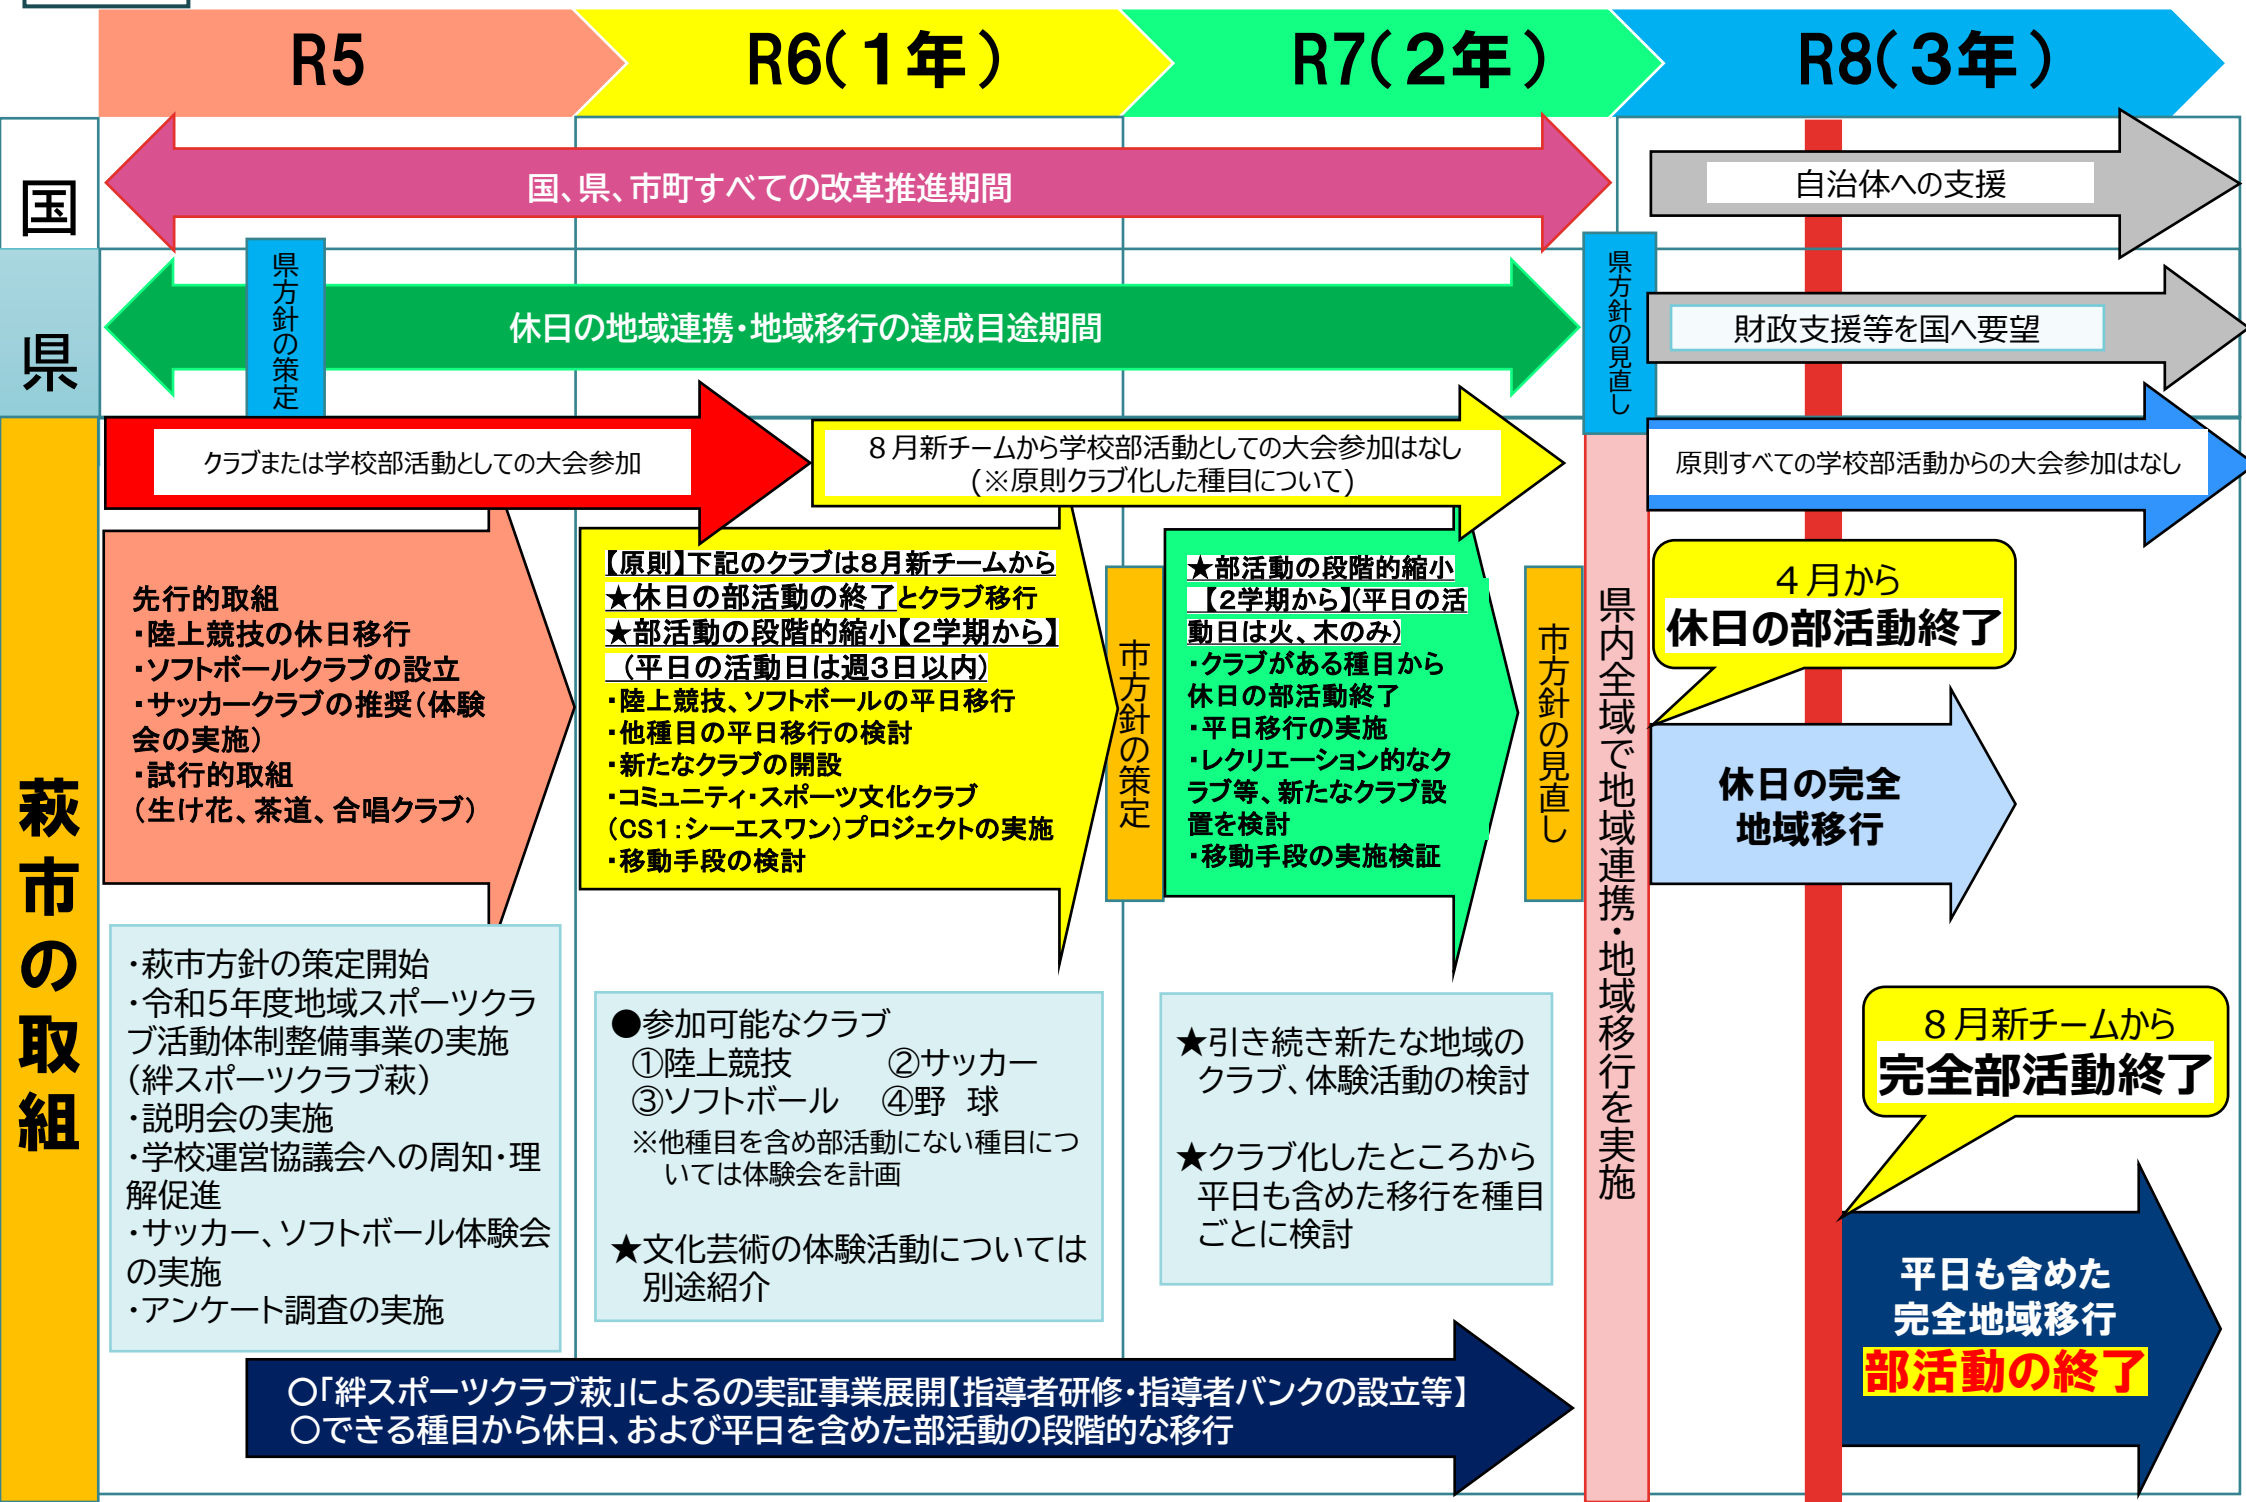 R5
R6(１年)
R7(２年)
R8(３年)
国
国、県、市町すべての改革推進期間
自治体への支援
県
県方針の策定
休日の地域連携・地域移行の達成目途期間
県方針の見直し
財政支援等を国へ要望
萩市の取組
クラブまたは学校部活動としての大会参加
８月新チームから学校部活動としての大会参加はなし
(※原則クラブ化した種目について)
原則すべての学校部活動からの大会参加はなし
先行的取組
・陸上競技の休日移行
・ソフトボールクラブの設立
・サッカークラブの推奨（体験
会の実施）
・試行的取組
（生け花、茶道、合唱クラブ）
【原則】下記のクラブは8月新チームから
★休日の部活動の終了とクラブ移行
★部活動の段階的縮小【2学期から】
（平日の活動日は週3日以内）
・陸上競技、ソフトボールの平日移行
・他種目の平日移行の検討
・新たなクラブの開設
・コミュニティ・スポーツ文化クラブ
（CS1：シーエスワン）プロジェクトの実施
・移動手段の検討
市方針の策定
★部活動の段階的縮小
【2学期から】（平日の活
動日は火、木のみ）
・クラブがある種目から
休日の部活動終了
・平日移行の実施
・レクリエーション的なク
ラブ等、新たなクラブ設
置を検討
・移動手段の実施検証
市方針の見直し
県内全域で地域連携・地域移行を実施
４月から
休日の部活動終了
休日の完全
地域移行
・萩市方針の策定開始
・令和5年度地域スポーツクラ
ブ活動体制整備事業の実施
（絆スポーツクラブ萩）
・説明会の実施
・学校運営協議会への周知・理
解促進
・サッカー、ソフトボール体験会
の実施
・アンケート調査の実施
●参加可能なクラブ
①陸上競技　②サッカー
③ソフトボール　④野　球
※他種目を含め部活動にない種目につ
いては体験会を計画
★文化芸術の体験活動については
別途紹介
★引き続き新たな地域の
クラブ、体験活動の検討
★クラブ化したところから
平日も含めた移行を種目
ごとに検討
８月新チームから
完全部活動終了
平日も含めた
完全地域移行
部活動の終了
○「絆スポーツクラブ萩」によるの実証事業展開【指導者研修・指導者バンクの設立等】
○できる種目から休日、および平日を含めた部活動の段階的な移行